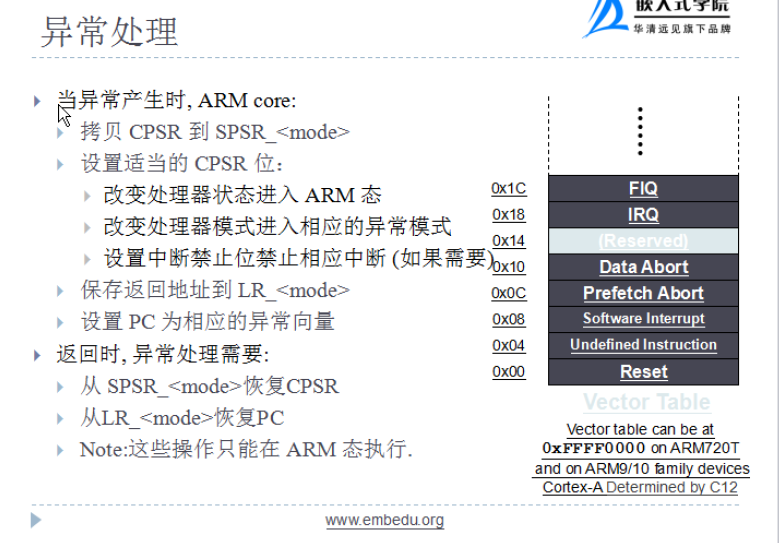 嵌入式学院
华清远见旗下品牌
异常处理
当异常产生时, ARM core:
拷贝 CPSR 到 SPSR_<mode>
设置适当的 CPSR 位:
改变处理器状态进入 ARM 态
改变处理器模式进入相应的异常模式
设置中断禁止位禁止相应中断 (如果需要)
保存返回地址到 LR_<mode>
设置 PC 为相应的异常向量
返回时, 异常处理需要:
从 SPSR_<mode>恢复CPSR
从LR_<mode>恢复PC
Note:这些操作只能在 ARM 态执行.
0x1C FIQ
0x18 IRQ
0x14 (Reserved)
0x10 Data Abort
0x0C Prefetch Abort
0x08 Software Interrupt
0x04 Undefined Instruction
0x00 Reset
Vector Table
Vector table can be at
0xFFFF0000 on ARM720T
and on ARM9/10 family devices
Cortex-A Determined by C12
www.embedu.org